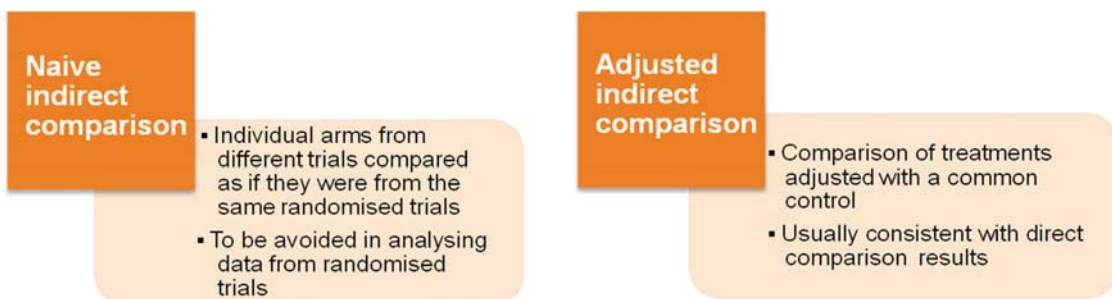 Naive
indirect
comparison
▪ Individual arms from
different trials compared
as if they were from the
same randomised trials
▪ To be avoided in analysing
data from randomised
trials
Adjusted
indirect
comparison
▪ Comparison of treatments
adjusted with a common
control
▪ Usually consistent with direct
comparison results